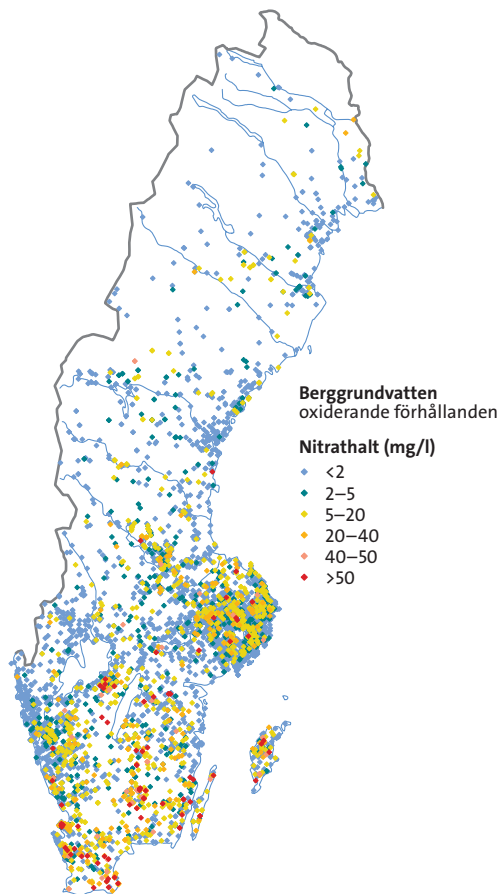 Berggrundvatten
oxiderande förhållanden
Nitrathalt (mg/l)
<2
2–5
5–20
20–40
40–50
>50